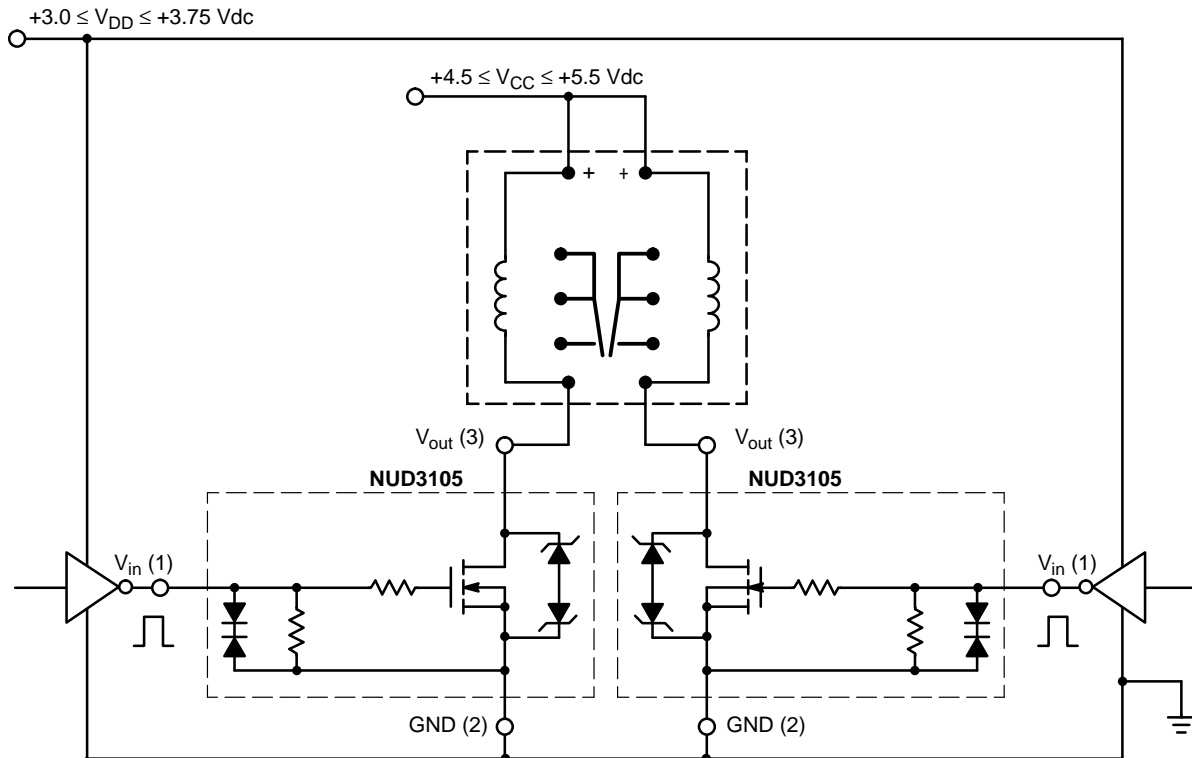 +3.0 ≤ VDD ≤ +3.75 Vdc
+4.5 ≤ VCC ≤ +5.5 Vdc
+ +
Vout (3) Vout (3)
NUD3105 NUD3105
Vin (1) Vin (1)
GND (2) GND (2)